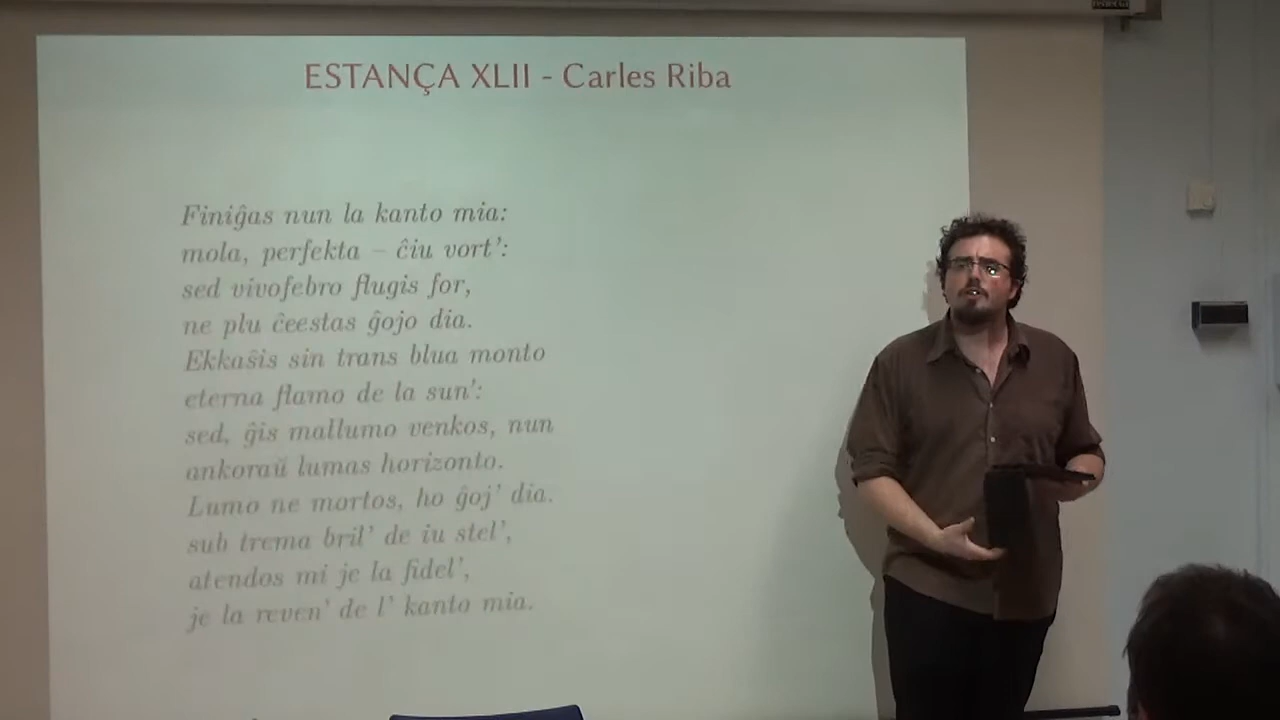 ESTANÇA XLII - Carles Riba
Finiĝas nun la kanto mia:
mola, perfekta – ĉiu vort':
sed vivofebro flugis for,
ne plu ĉeestas ĝojo dia.
Ekkaŝis sin trans blua monto
eterna flamo de la sun':
sed, ĝis mallumo venkos, nun
ankoraŭ lumas horizonto.
Lumo ne mortos, ho ĝoj' dia.
sub trema bril' de iu stel',
atendos mi je la fidel',
je la reven' de l' kanto mia.